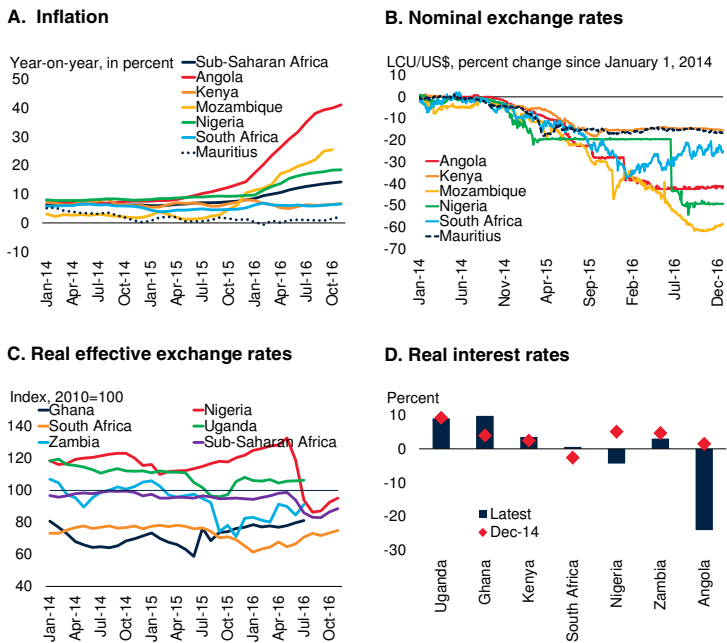 A. Inflation
Year-on-year, in percent
Sub-Saharan Africa
Angola
Kenya
Mozambique
Nigeria
South Africa
Mauritius
50
40
30
20
10
0
-10
Jan-14
Apr-14
Jul-14
Oct-14
Jan-15
Apr-15
Jul-15
Oct-15
Jan-16
Apr-16
Jul-16
Oct-16
B. Nominal exchange rates
LCU/US$, percent change since January 1, 2014
10
0
-10
-20
-30
-40
-50
-60
-70
Angola
Kenya
Mozambique
Nigeria
South Africa
Mauritius
Jan-14
Jun-14
Nov-14
Apr-15
Sep-15
Feb-16
Jul-16
Dec-16
C. Real effective exchange rates
Index, 2010=100
Ghana
Nigeria
South Africa
Uganda
Zambia
Sub-Saharan Africa
140
120
100
80
60
40
Jan-14
Apr-14
Jul-14
Oct-14
Jan-15
Apr-15
Jul-15
Oct-15
Jan-16
Apr-16
Jul-16
Oct-16
D. Real interest rates
Percent
10
0
-10
-20
-30
Latest
Dec-14
Uganda
Ghana
Kenya
South Africa
Nigeria
Zambia
Angola